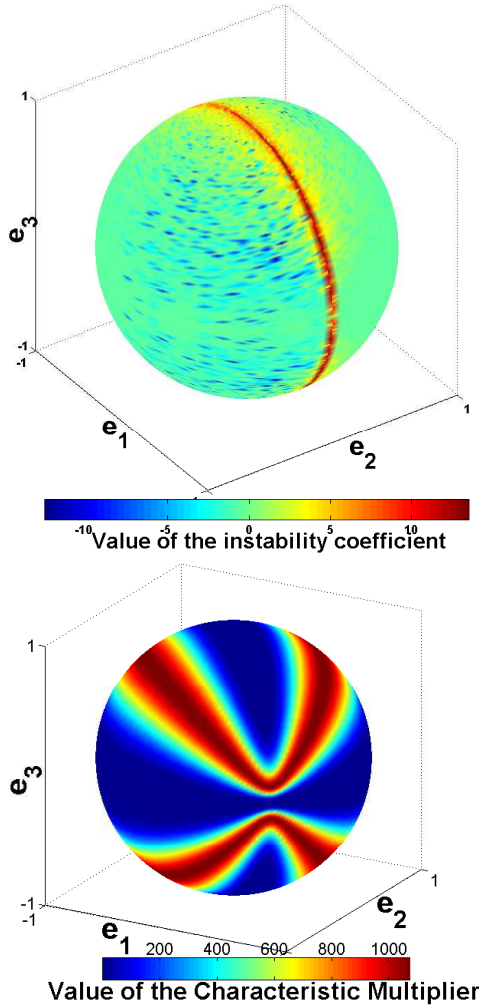 1
e3
-1
-1
e1
1
e2
1
-10 -5 0 5 10
Value of the instability coefficient
1
e3
-1
-1
e1
e2
1
200 400 600 800 1000
Value of the Characteristic Multiplier